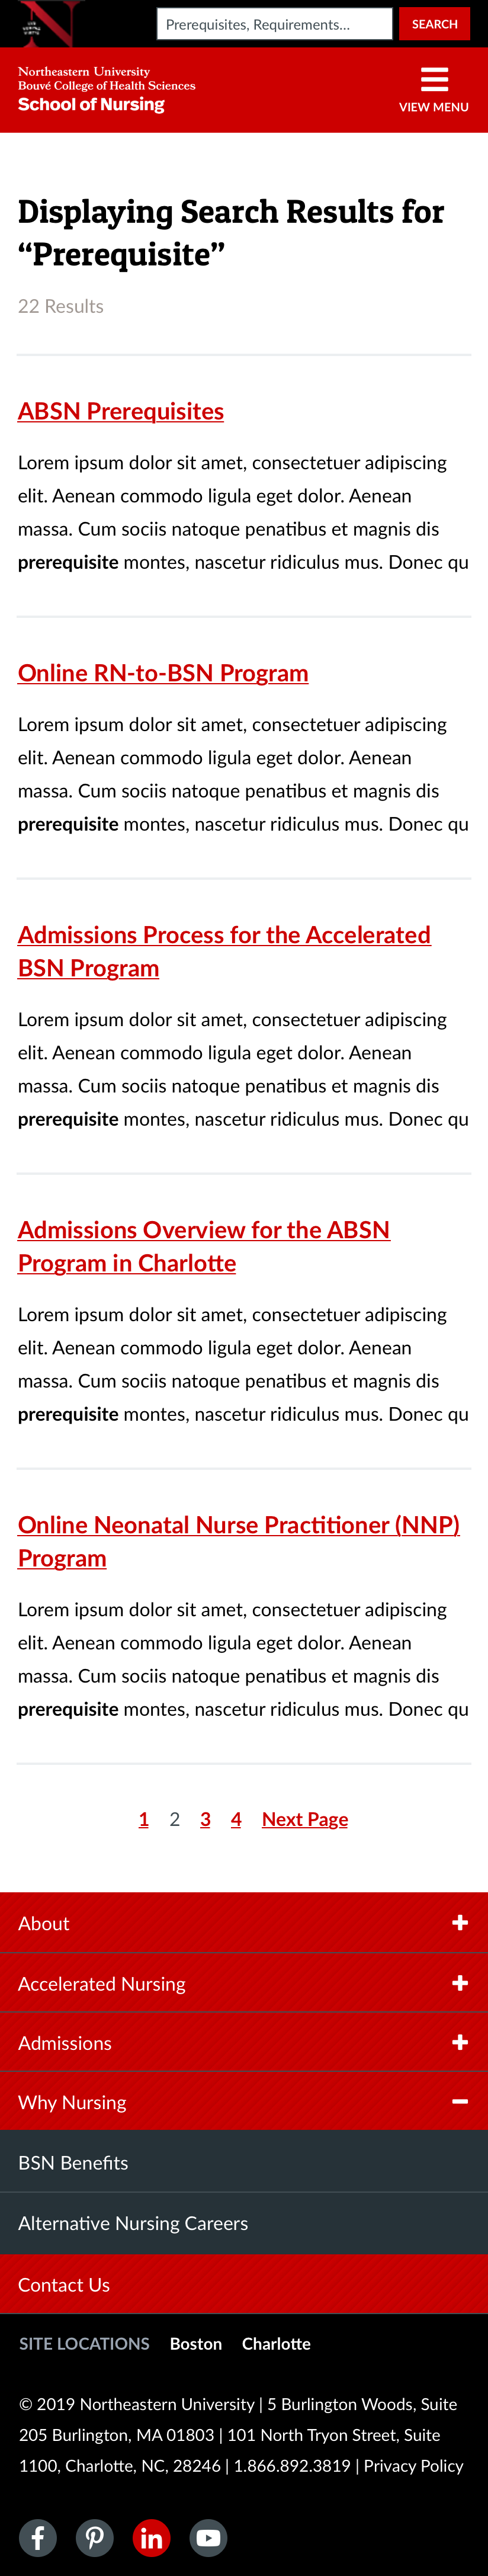 Prerequisites, Requirements...
SEARCH
Northeastern University
Bouvé College of Health Sciences
School of Nursing
VIEW MENU
Displaying Search Results for
“Prerequisite”
22 Results
ABSN Prerequisites
Lorem ipsum dolor sit amet, consectetuer adipiscing
elit. Aenean commodo ligula eget dolor. Aenean
massa. Cum sociis natoque penatibus et magnis dis
prerequisite montes, nascetur ridiculus mus. Donec qu
Online RN-to-BSN Program
Lorem ipsum dolor sit amet, consectetuer adipiscing
elit. Aenean commodo ligula eget dolor. Aenean
massa. Cum sociis natoque penatibus et magnis dis
prerequisite montes, nascetur ridiculus mus. Donec qu
Admissions Process for the Accelerated
BSN Program
Lorem ipsum dolor sit amet, consectetuer adipiscing
elit. Aenean commodo ligula eget dolor. Aenean
massa. Cum sociis natoque penatibus et magnis dis
prerequisite montes, nascetur ridiculus mus. Donec qu
Admissions Overview for the ABSN
Program in Charlotte
Lorem ipsum dolor sit amet, consectetuer adipiscing
elit. Aenean commodo ligula eget dolor. Aenean
massa. Cum sociis natoque penatibus et magnis dis
prerequisite montes, nascetur ridiculus mus. Donec qu
Online Neonatal Nurse Practitioner (NNP)
Program
Lorem ipsum dolor sit amet, consectetuer adipiscing
elit. Aenean commodo ligula eget dolor. Aenean
massa. Cum sociis natoque penatibus et magnis dis
prerequisite montes, nascetur ridiculus mus. Donec qu
1 2 3 4 Next Page
About
Accelerated Nursing
Admissions
Why Nursing
BSN Benefits
Alternative Nursing Careers
Contact Us
SITE LOCATIONS Boston Charlotte
© 2019 Northeastern University | 5 Burlington Woods, Suite
205 Burlington, MA 01803 | 101 North Tryon Street, Suite
1100, Charlotte, NC, 28246 | 1.866.892.3819 | Privacy Policy